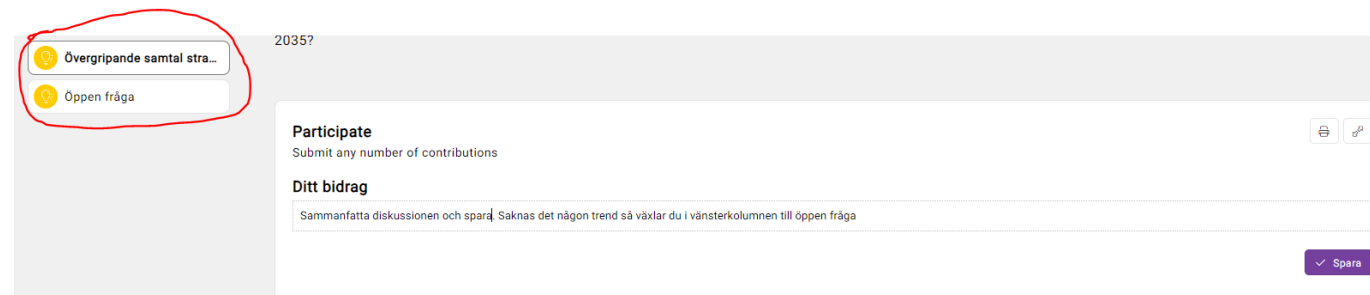 2035?
Övergripande samtal stra...
Öppen fråga
Participate
Submit any number of contributions
Ditt bidrag
Sammanfatta diskussionen och spara. Saknas det någon trend så växlar du i vänsterkolumnen till öppen fråga
Spara